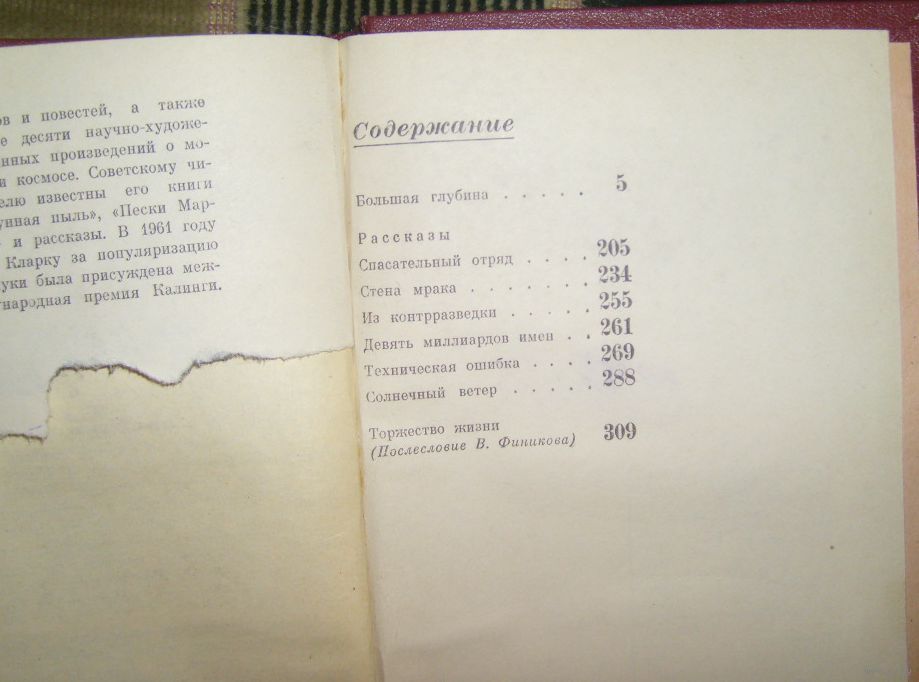 ов и повестей, а также
е десяти научно-художе-
нных произведений о мо-
и космосе. Советскому чи-
елю известны его книги
унная пыль», «Пески Мар-
и рассказы. В 1961 году
Кларку за популяризацию
уки была присуждена меж-
народная премия Калинги.
Содержание
Большая глубина . . . . . 5
Рассказы
Спасательный отряд . . . . 205
Стена мрака . . . . . . . 234
Из контрразведки . . . . . 255
Девять миллиардов имен . . 261
Техническая ошибка . . . . 269
Солнечный ветер . . . . . 288
Торжество жизни
(Послесловие В. Финикова) 309